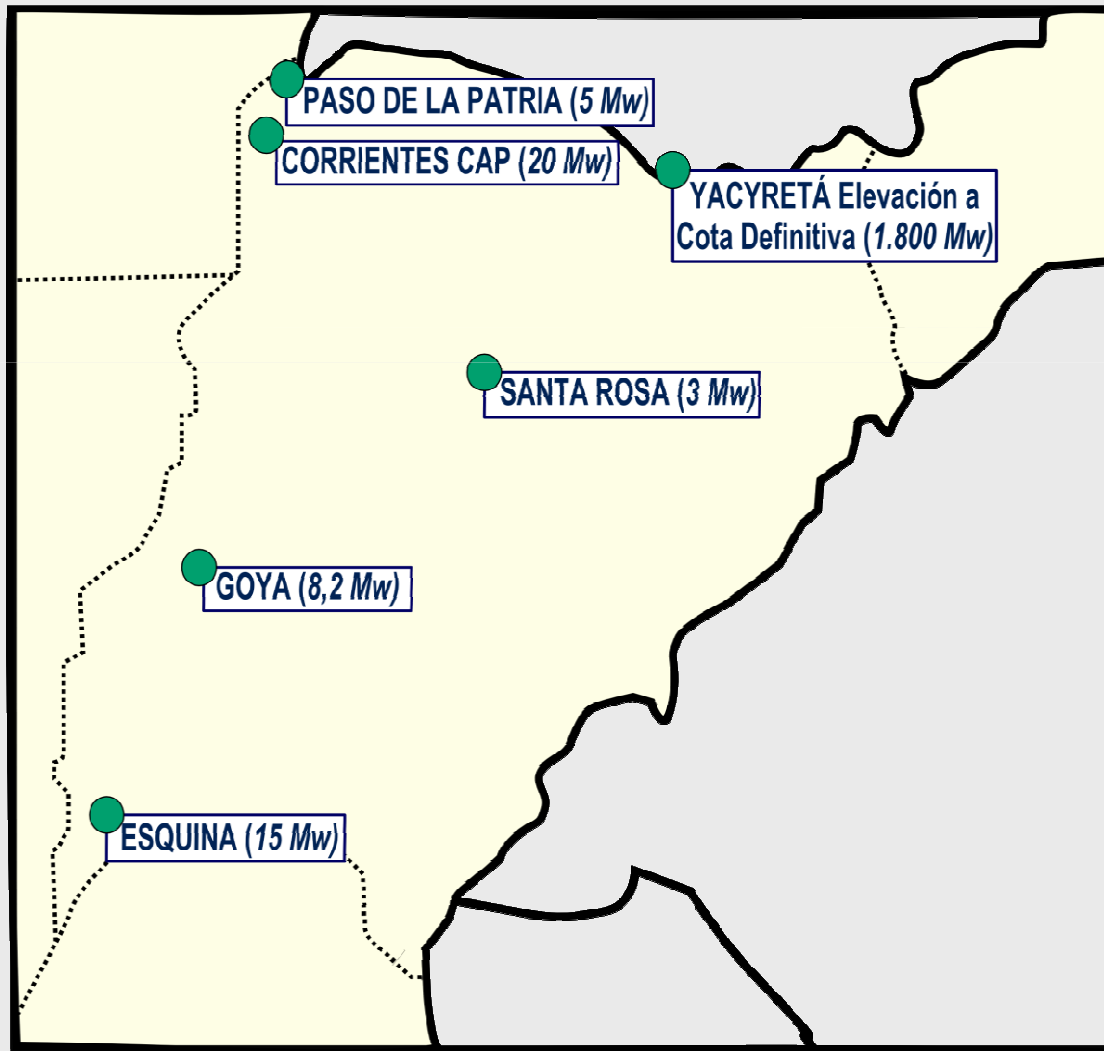 PASO DE LA PATRIA (5 Mw)
CORRIENTES CAP (20 Mw)
YACYRETÁ Elevación a
Cota Definitiva (1.800 Mw)
SANTA ROSA (3 Mw)
GOYA (8,2 Mw)
ESQUINA (15 Mw)